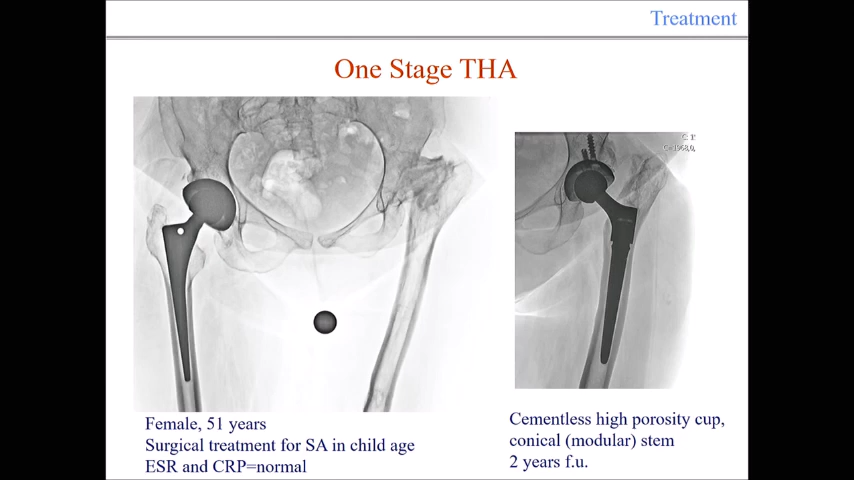 Treatment
One Stage THA
Female, 51 years
Surgical treatment for SA in child age
ESR and CRP=normal
Cementless high porosity cup,
conical (modular) stem
2 years f.u.